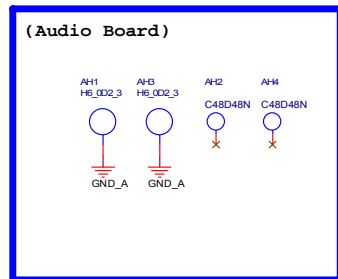 (Audio Board)
AH1 AH3 AH2 AH4
H6_0D2_3 H6_0D2_3 C48D48N C48D48N
GND_A GND_A